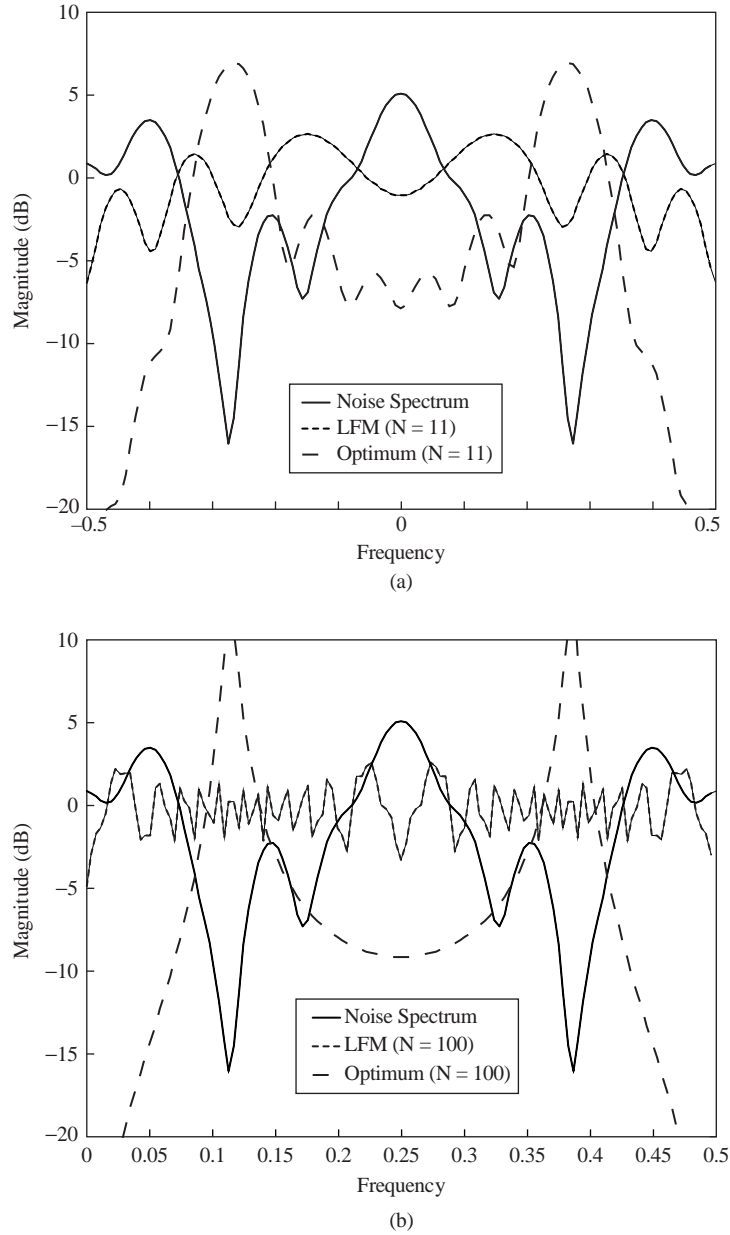 10
5
0
−5
−10
−15
−20
Magnitude (dB)
Noise Spectrum
LFM (N = 11)
Optimum (N = 11)
−0.5
0
0.5
Frequency
(a)
10
5
0
−5
−10
−15
−20
Magnitude (dB)
Noise Spectrum
LFM (N = 100)
Optimum (N = 100)
0
0.05
0.1
0.15
0.2
0.25
0.3
0.35
0.4
0.45
0.5
Frequency
(b)